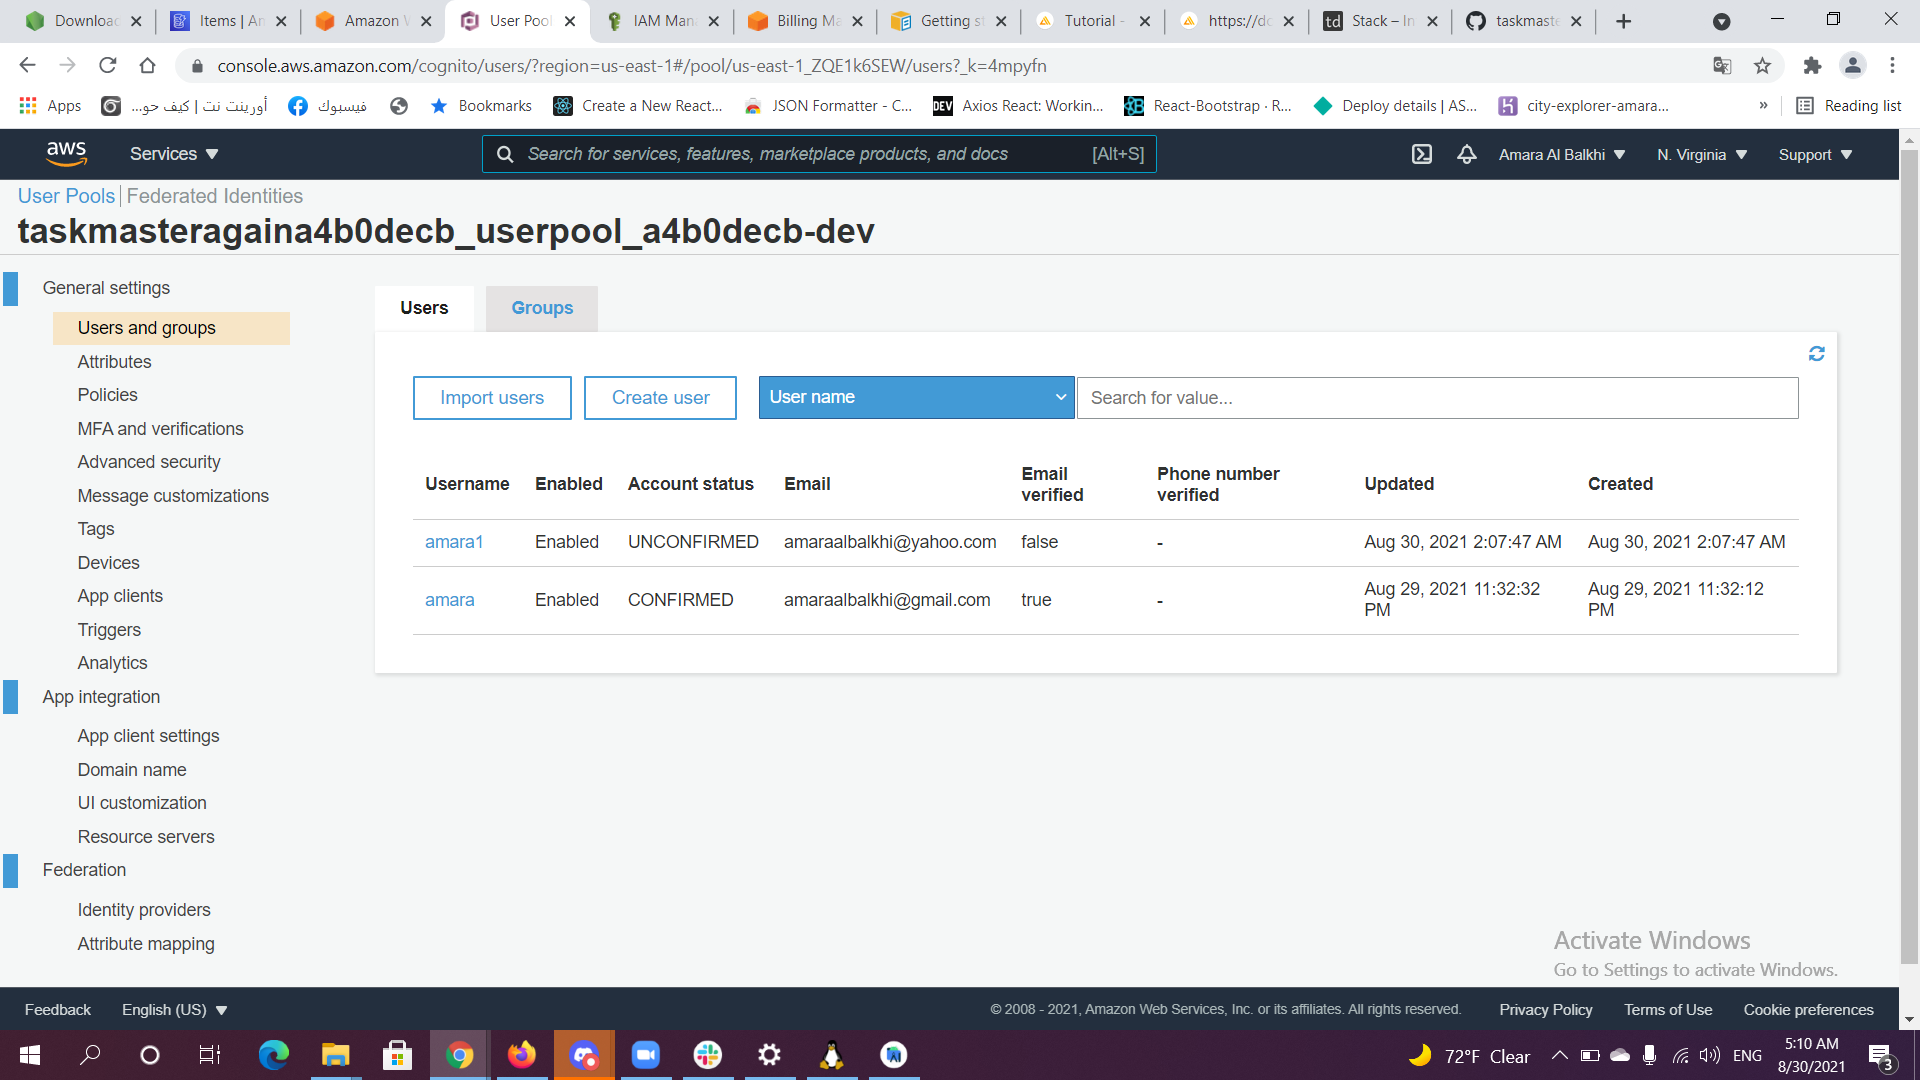 Download
Items | An
Amazon W
User Pool
IAM Man
Billing Ma
Getting st
Tutorial -
https://do
Stack – In
taskmaste
console.aws.amazon.com/cognito/users/?region=us-east-1#/pool/us-east-1_ZQE1k6SEW/users?_k=4mpyfn
Apps
أورينت نت | كيف حو...
فيسبوك
Bookmarks
Create a New React...
JSON Formatter - C...
DEV
Axios React: Workin...
React-Bootstrap · R...
Deploy details | AS...
city-explorer-amara...
»
Reading list
aws
Services
Search for services, features, marketplace products, and docs
[Alt+S]
Amara Al Balkhi
N. Virginia
Support
User Pools | Federated Identities
taskmasteragaina4b0decb_userpool_a4b0decb-dev
General settings
Users and groups
Attributes
Policies
MFA and verifications
Advanced security
Message customizations
Tags
Devices
App clients
Triggers
Analytics
App integration
App client settings
Domain name
UI customization
Resource servers
Federation
Identity providers
Attribute mapping
Users
Groups
Import users
Create user
User name
Search for value...
Username Enabled Account status Email Email verified Phone number verified Updated Created
amara1 Enabled UNCONFIRMED amaraalbalkhi@yahoo.com false - Aug 30, 2021 2:07:47 AM Aug 30, 2021 2:07:47 AM
amara Enabled CONFIRMED amaraalbalkhi@gmail.com true - Aug 29, 2021 11:32:32 PM Aug 29, 2021 11:32:12 PM
Activate Windows
Go to Settings to activate Windows.
Feedback
English (US)
© 2008 - 2021, Amazon Web Services, Inc. or its affiliates. All rights reserved.
Privacy Policy
Terms of Use
Cookie preferences
72°F Clear
ENG
5:10 AM
8/30/2021
3